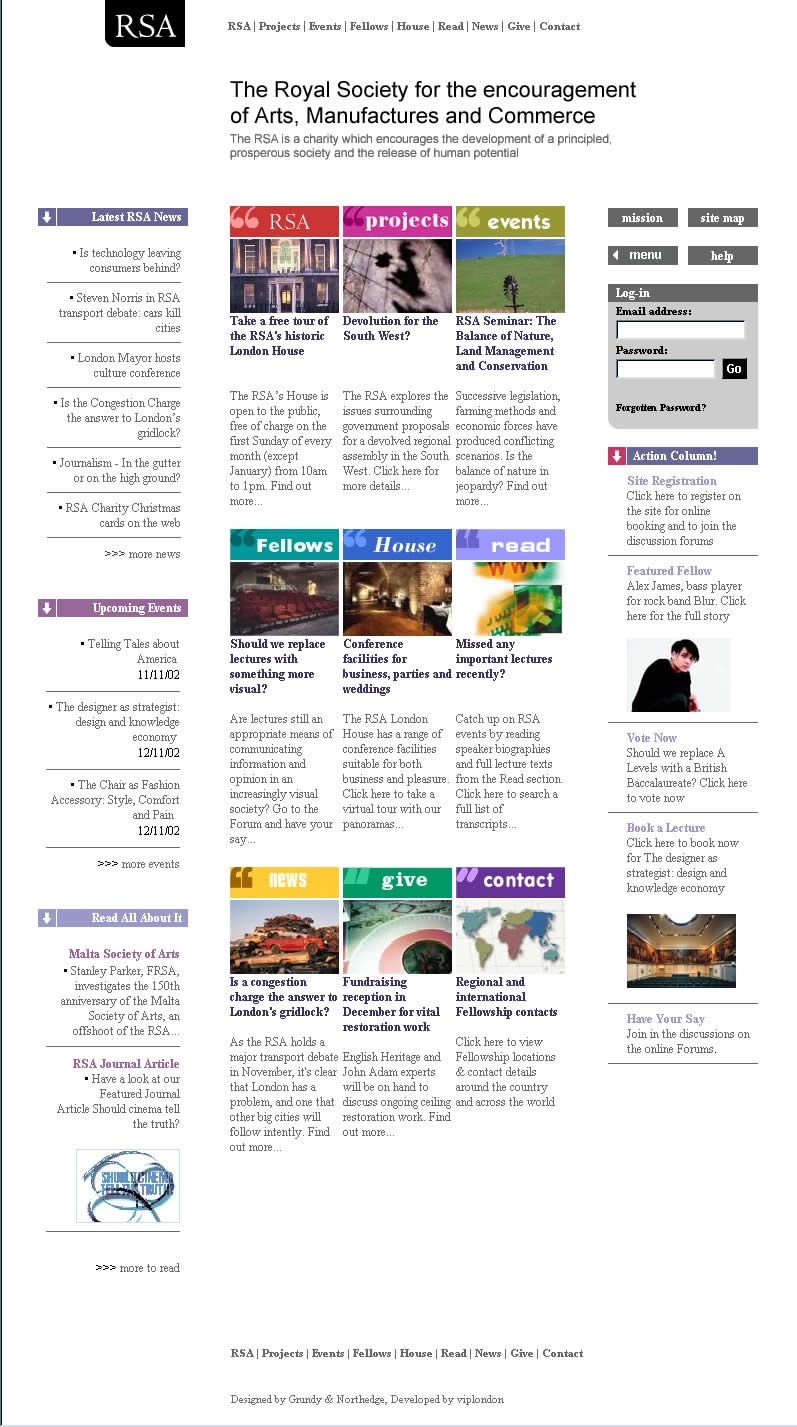 RSA
RSA | Projects | Events | Fellows | House | Read | News | Give | Contact
The Royal Society for the encouragement
of Arts, Manufactures and Commerce
The RSA is a charity which encourages the development of a principled,
prosperous society and the release of human potential
Latest RSA News
• Is technology leaving
consumers behind?
• Steven Norris in RSA
transport debate: cars kill
cities
• London Mayor hosts
culture conference
• Is the Congestion Charge
the answer to London's
gridlock?
• Journalism - In the gutter
or on the high ground?
• RSA Charity Christmas
cards on the web
>>> more news
Upcoming Events
• Telling Tales about
America
11/11/02
• The designer as strategist:
design and knowledge
economy
12/11/02
• The Chair as Fashion
Accessory: Style, Comfort
and Pain
12/11/02
>>> more events
Read All About It
Malta Society of Arts
• Stanley Parker, FRSA,
investigates the 150th
anniversary of the Malta
Society of Arts, an
offshoot of the RSA...
RSA Journal Article
• Have a look at our
Featured Journal
Article Should cinema tell
the truth?
SHOULD CINEMA
TELL THE TRUTH?
>>> more to read
RSA
Take a free tour of
the RSA's historic
London House
The RSA's House is
open to the public,
free of charge on the
first Sunday of every
month (except
January) from 10am
to 1pm. Find out
more...
projects
Devolution for the
South West?
The RSA explores the
issues surrounding
government proposals
for a devolved regional
assembly in the South
West. Click here for
more details...
events
RSA Seminar: The
Balance of Nature,
Land Management
and Conservation
Successive legislation,
farming methods and
economic forces have
produced conflicting
scenarios. Is the
balance of nature in
jeopardy? Find out
more...
Fellows
Should we replace
lectures with
something more
visual?
Are lectures still an
appropriate means of
communicating
information and
opinion in an
increasingly visual
society? Go to the
Forum and have your
say...
House
Conference
facilities for
business, parties and
weddings
The RSA London
House has a range of
conference facilities
suitable for both
business and pleasure.
Click here to take a
virtual tour with our
panoramas...
read
WWW
Missed any
important lectures
recently?
Catch up on RSA
events by reading
speaker biographies
and full lecture texts
from the Read section.
Click here to search a
full list of
transcripts...
news
Is a congestion
charge the answer to
London's gridlock?
As the RSA holds a
major transport debate
in November, it's clear
that London has a
problem, and one that
other big cities will
follow intently. Find
out more...
give
Fundraising
reception in
December for vital
restoration work
English Heritage and
John Adam experts
will be on hand to
discuss ongoing ceiling
restoration work. Find
out more...
contact
Regional and
international
Fellowship contacts
Click here to view
Fellowship locations
& contact details
around the country
and across the world
mission
site map
menu
help
Log-in
Email address:
Password:
Go
Forgotten Password?
Action Column!
Site Registration
Click here to register on
the site for online
booking and to join the
discussion forums
Featured Fellow
Alex James, bass player
for rock band Blur. Click
here for the full story
Vote Now
Should we replace A
Levels with a British
Baccalaureate? Click here
to vote now
Book a Lecture
Click here to book now
for The designer as
strategist: design and
knowledge economy
Have Your Say
Join in the discussions on
the online Forums.
RSA | Projects | Events | Fellows | House | Read | News | Give | Contact
Designed by Grundy & Northedge, Developed by viplondon